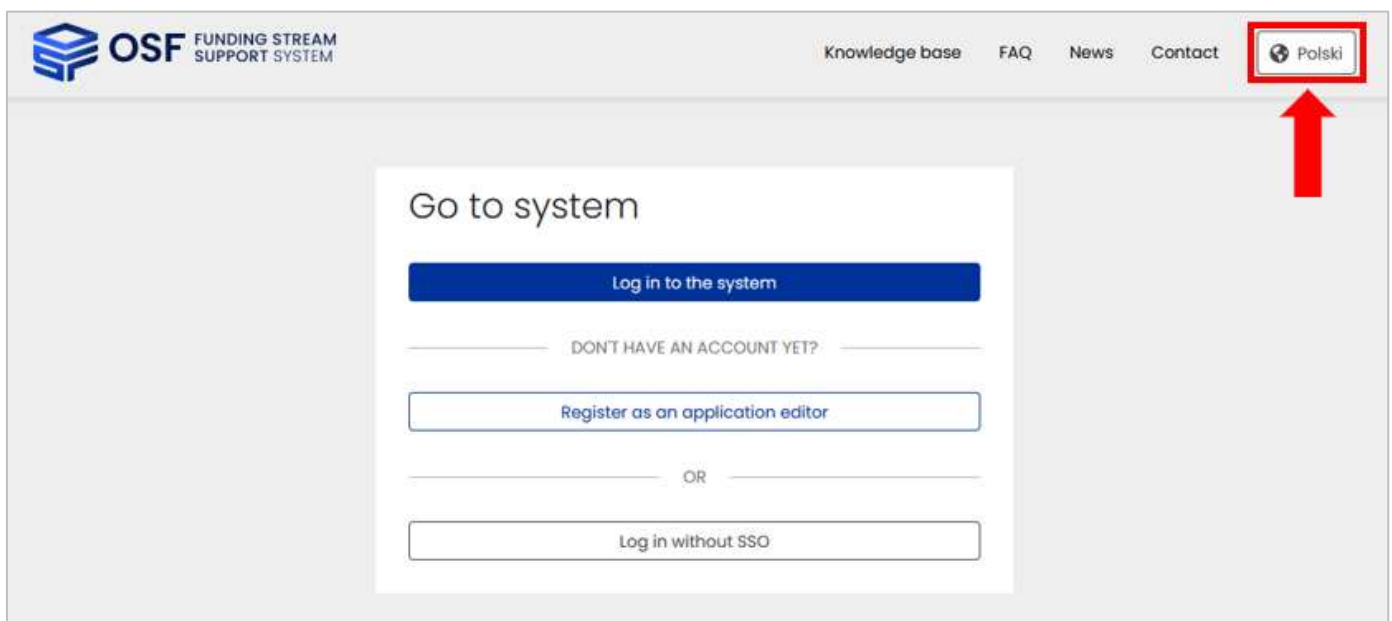 OSF FUNDING STREAM
SUPPORT SYSTEM
Knowledge base FAQ News Contact Polski
Go to system
Log in to the system
DON'T HAVE AN ACCOUNT YET?
Register as an application editor
OR
Log in without SSO